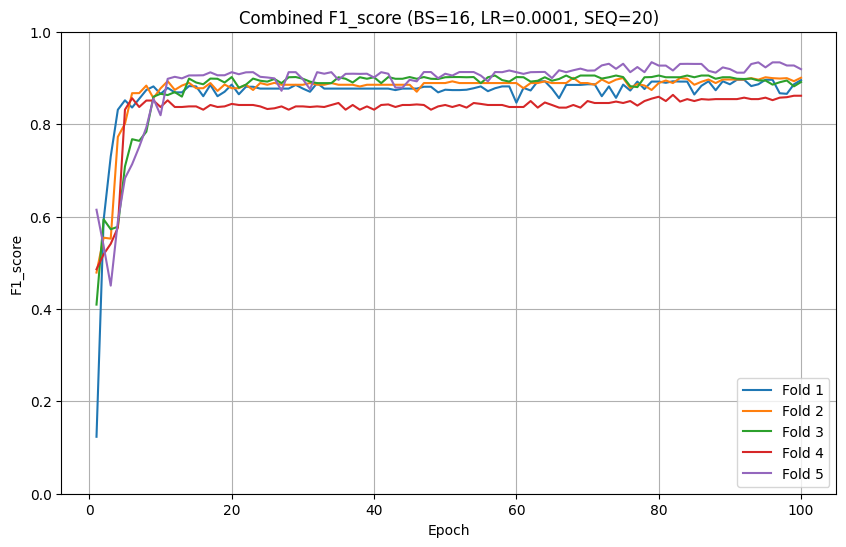 Combined F1_score (BS=16, LR=0.0001, SEQ=20)
F1_score
1.0
0.8
0.6
0.4
0.2
0.0
0
20
40
60
80
100
Epoch
Fold 1
Fold 2
Fold 3
Fold 4
Fold 5